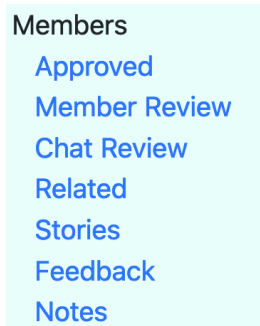 Members
Approved
Member Review
Chat Review
Related
Stories
Feedback
Notes